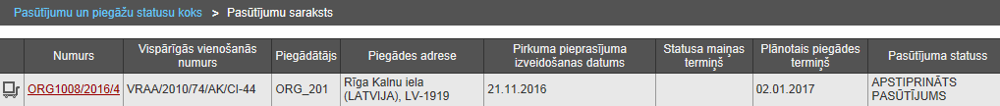 Pasūtījumu un piegāžu statusu koks > Pasūtījumu saraksts
Numurs
Vispārīgās vienošanās
numurs
Piegādātājs
Piegādes adrese
Pirkuma pieprasījuma
izveidošanas datums
Statusa maiņas
termiņš
Plānotais piegādes
termiņš
Pasūtījuma statuss
ORG1008/2016/4
VRAA/2010/74/AK/CI-44
ORG_201
Rīga Kalnu iela
(LATVIJA), LV-1919
21.11.2016
02.01.2017
APSTIPRINĀTS
PASŪTĪJUMS